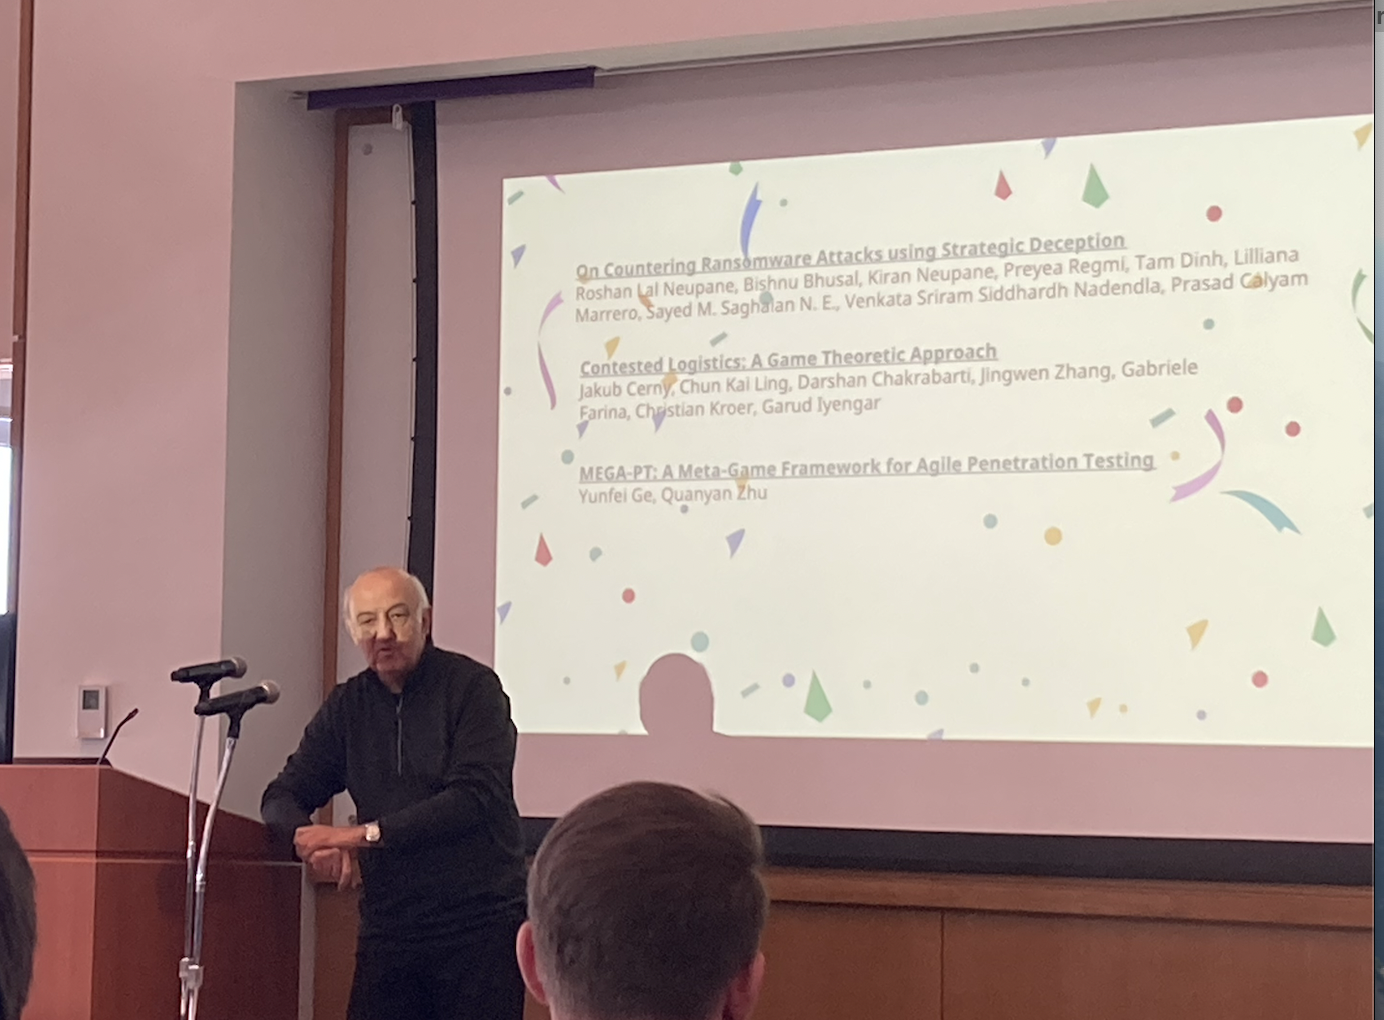 On Countering Ransomware Attacks using Strategic Deception
Roshan Lal Neupane, Bishnu Bhusal, Kiran Neupane, Preyea Regmi, Tam Dinh, Lilliana
Marrero, Sayed M. Saghaian N. E., Venkata Sriram Siddhardh Nadendla, Prasad Calyam
Contested Logistics: A Game Theoretic Approach
Jakub Cerny, Chun Kai Ling, Darshan Chakrabarti, Jingwen Zhang, Gabriele
Farina, Christian Kroer, Garud Iyengar
MEGA-PT: A Meta-Game Framework for Agile Penetration Testing
Yunfei Ge, Quanyan Zhu